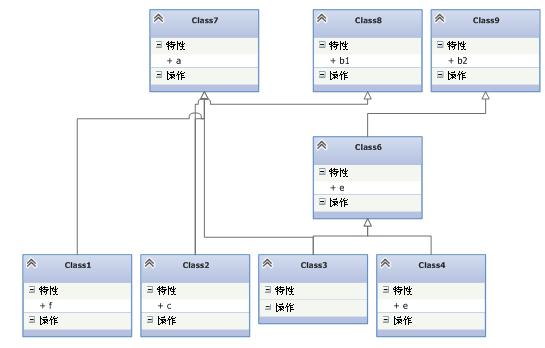 Class7
特性
+ a
操作
Class8
特性
+ b1
操作
Class9
特性
+ b2
操作
Class6
特性
+ e
操作
Class1
特性
+ f
操作
Class2
特性
+ c
操作
Class3
特性
操作
Class4
特性
+ e
操作